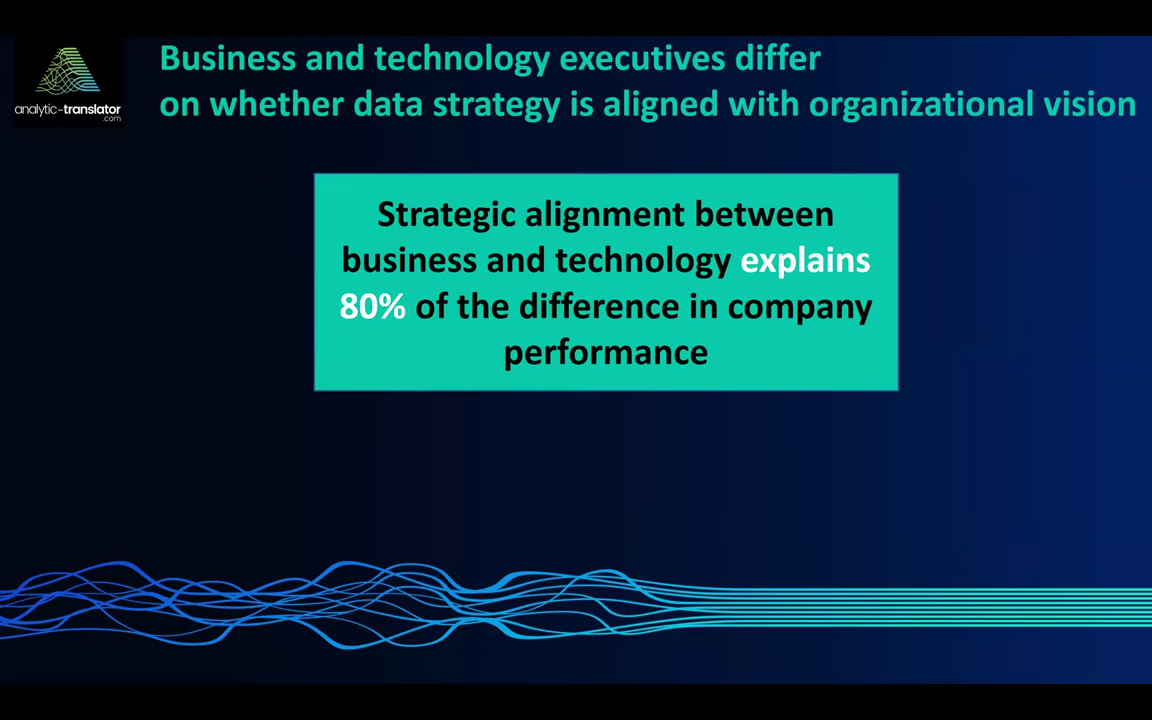 Business and technology executives differ
on whether data strategy is aligned with organizational vision
analytic-translator
.com
Strategic alignment between
business and technology explains
80% of the difference in company
performance